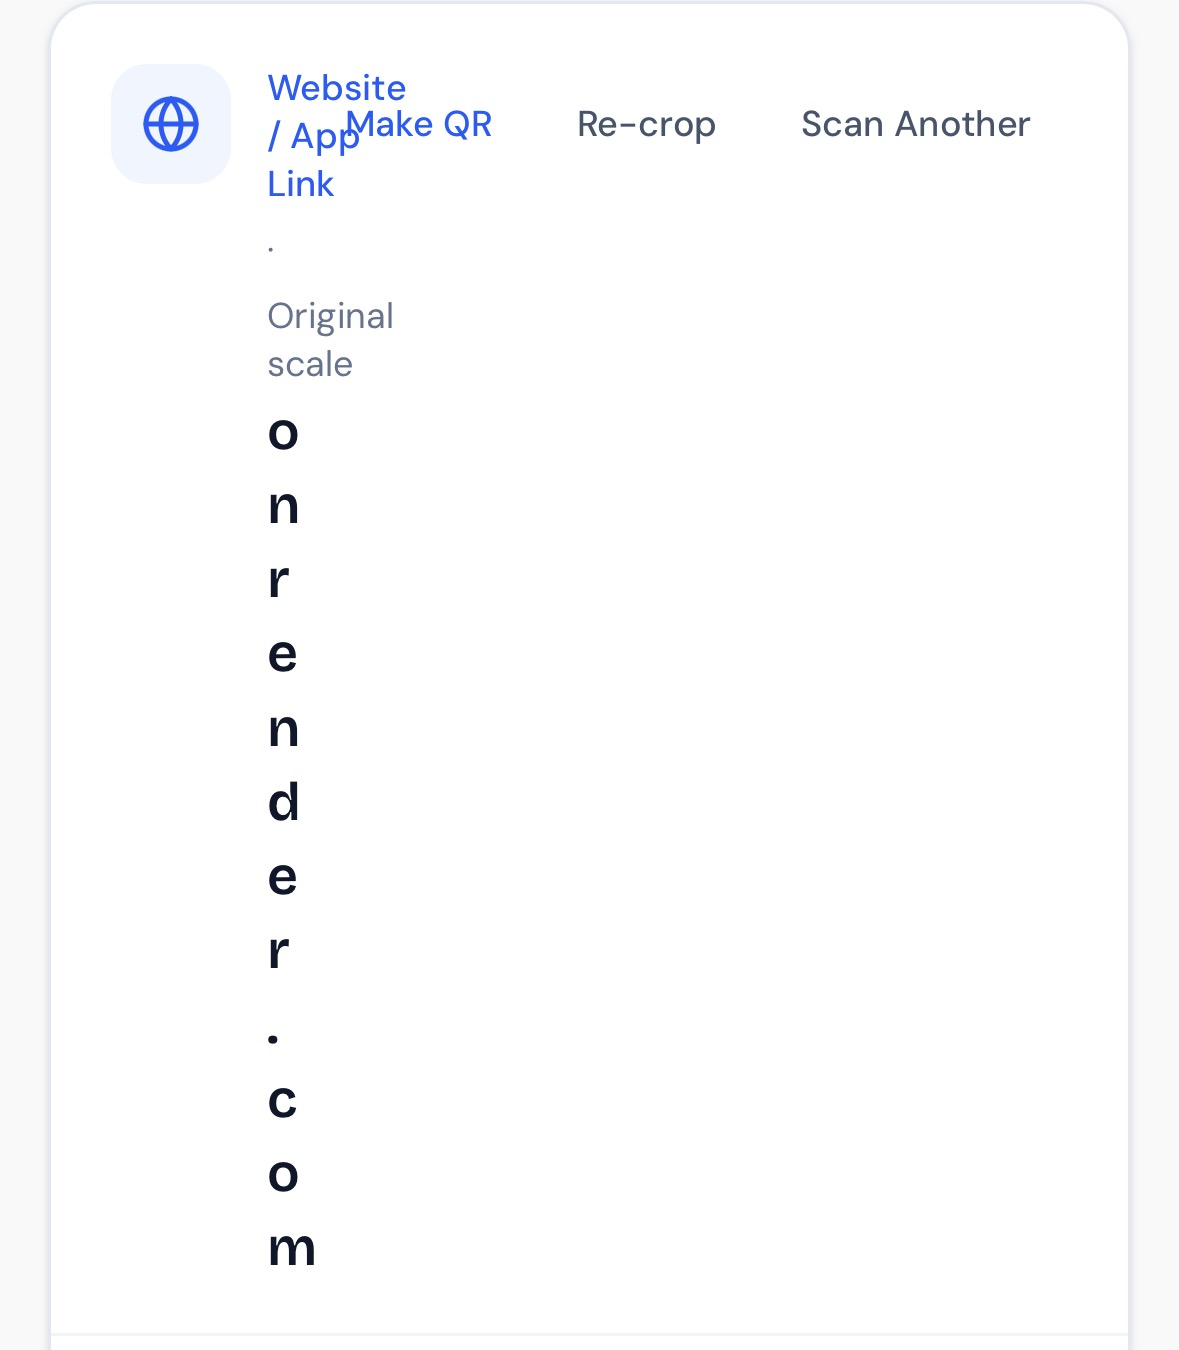 Website
/ App
Link
Make QR
Re-crop
Scan Another
·
Original
scale
o
n
r
e
n
d
e
r
.
c
o
m